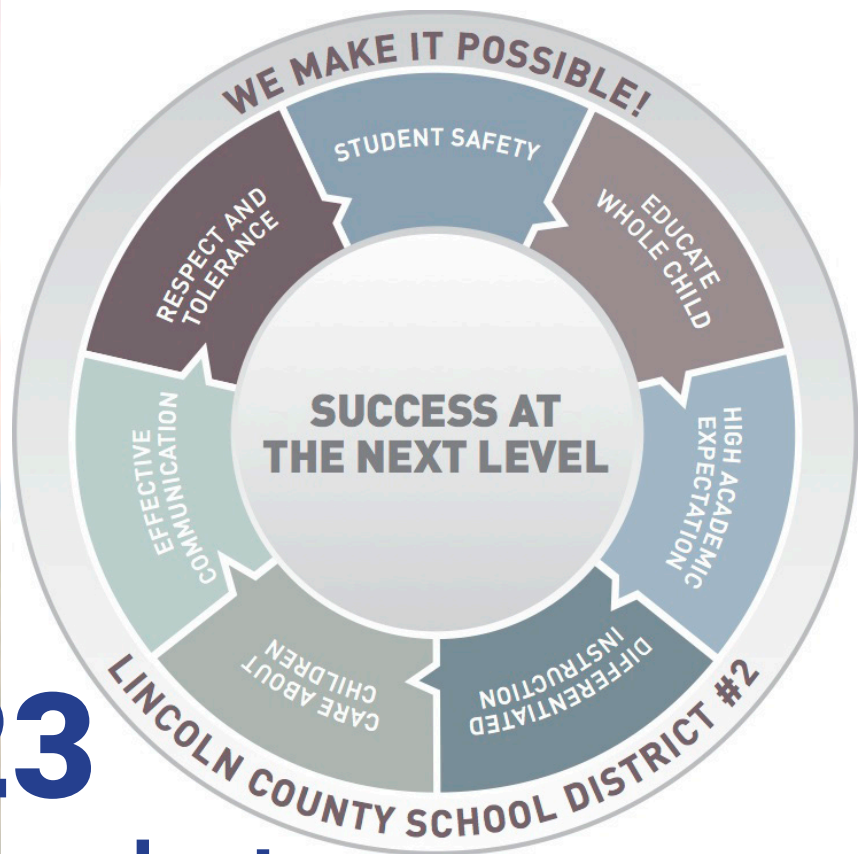 WE MAKE IT POSSIBLE!
STUDENT SAFETY
EDUCATE
WHOLE CHILD
HIGH ACADEMIC
EXPECTATION
DIFFERENTIATED
INSTRUCTION
CARE ABOUT
CHILDREN
EFFECTIVE
COMMUNICATION
RESPECT AND
TOLERANCE
SUCCESS AT
THE NEXT LEVEL
LINCOLN COUNTY SCHOOL DISTRICT #2
23